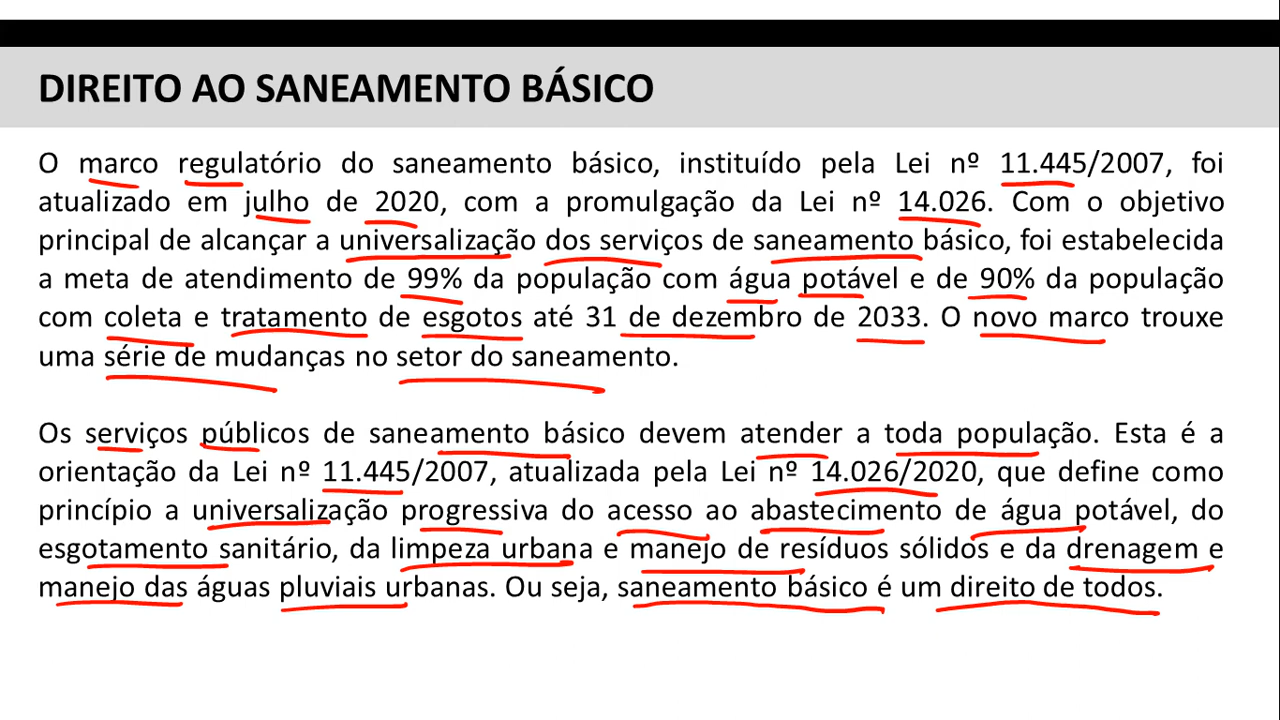 DIREITO AO SANEAMENTO BÁSICO
O marco regulatório do saneamento básico, instituído pela Lei nº 11.445/2007, foi
atualizado em julho de 2020, com a promulgação da Lei nº 14.026. Com o objetivo
principal de alcançar a universalização dos serviços de saneamento básico, foi estabelecida
a meta de atendimento de 99% da população com água potável e de 90% da população
com coleta e tratamento de esgotos até 31 de dezembro de 2033. O novo marco trouxe
uma série de mudanças no setor do saneamento.
Os serviços públicos de saneamento básico devem atender a toda população. Esta é a
orientação da Lei nº 11.445/2007, atualizada pela Lei nº 14.026/2020, que define como
princípio a universalização progressiva do acesso ao abastecimento de água potável, do
esgotamento sanitário, da limpeza urbana e manejo de resíduos sólidos e da drenagem e
manejo das águas pluviais urbanas. Ou seja, saneamento básico é um direito de todos.